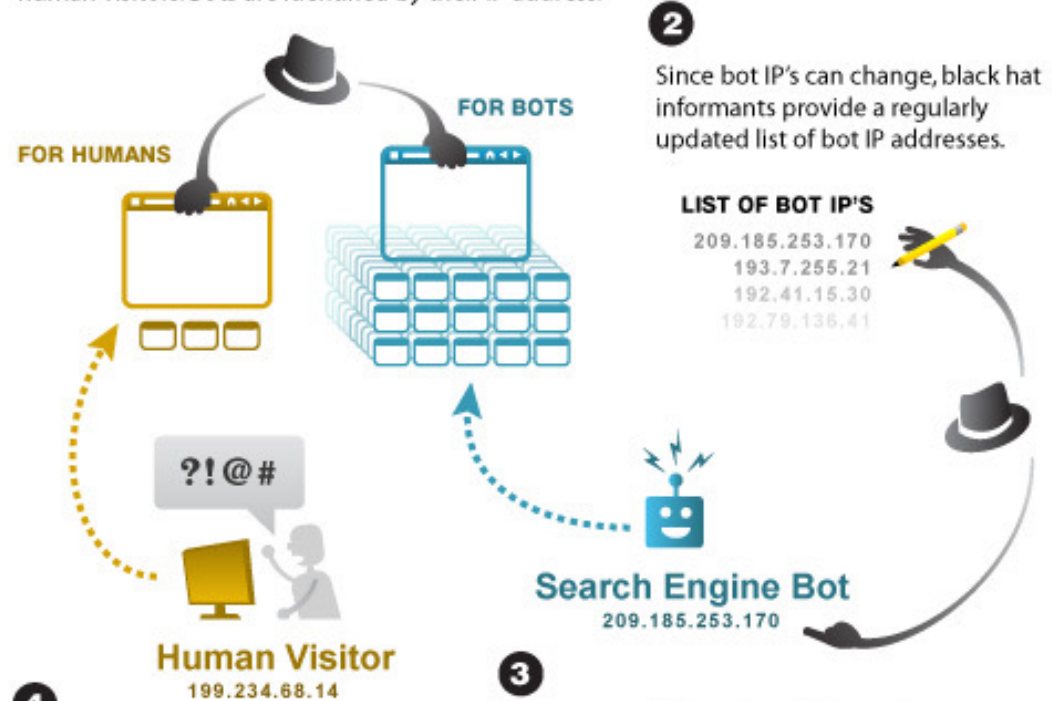 2
Since bot IP's can change, black hat
informants provide a regularly
updated list of bot IP addresses.
FOR BOTS
FOR HUMANS
LIST OF BOT IP'S
209.185.253.170
193.7.255.21
192.41.15.30
192.79.136.41
?!@#
Search Engine Bot
209.185.253.170
Human Visitor
199.234.68.14
3